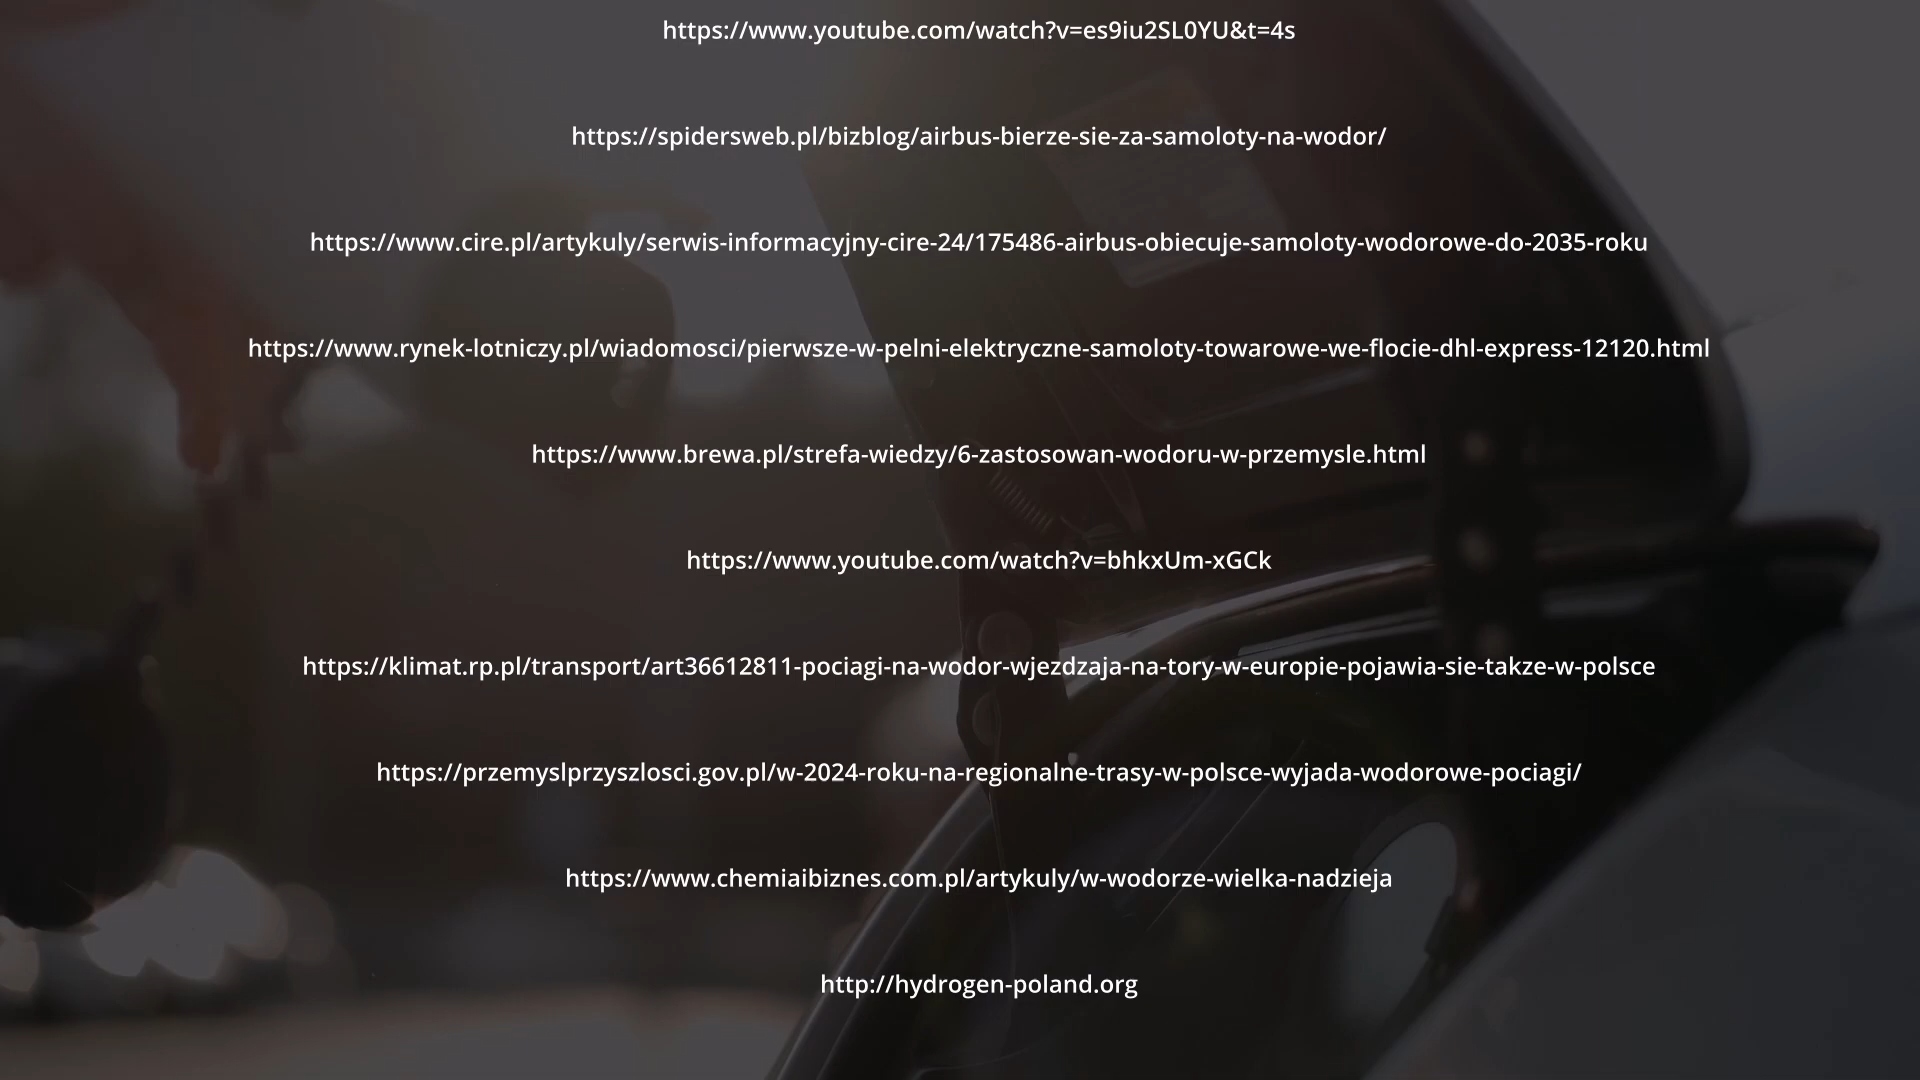 https://www.youtube.com/watch?v=es9iu2SL0YU&t=4s
https://spidersweb.pl/bizblog/airbus-bierze-sie-za-samoloty-na-wodor/
https://www.cire.pl/artykuly/serwis-informacyjny-cire-24/175486-airbus-obiecuje-samoloty-wodorowe-do-2035-roku
https://www.rynek-lotniczy.pl/wiadomosci/pierwsze-w-pelni-elektryczne-samoloty-towarowe-we-flocie-dhl-express-12120.html
https://www.brewa.pl/strefa-wiedzy/6-zastosowan-wodoru-w-przemysle.html
https://www.youtube.com/watch?v=bhkxUm-xGCk
https://klimat.rp.pl/transport/art36612811-pociagi-na-wodor-wjezdzaja-na-tory-w-europie-pojawia-sie-takze-w-polsce
https://przemyslprzyszlosci.gov.pl/w-2024-roku-na-regionalne-trasy-w-polsce-wyjada-wodorowe-pociagi/
https://www.chemiaibiznes.com.pl/artykuly/w-wodorze-wielka-nadzieja
http://hydrogen-poland.org